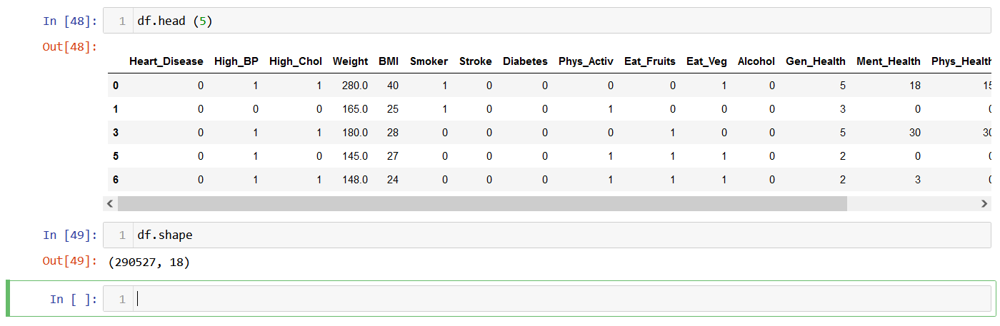 In [48]: 1 df.head (5)
Out[48]:
Heart_Disease High_BP High_Chol Weight BMI Smoker Stroke Diabetes Phys_Activ Eat_Fruits Eat_Veg Alcohol Gen_Health Ment_Health Phys_Health
0 0 1 1 280.0 40 1 0 0 0 0 1 0 5 18 15
1 0 0 0 165.0 25 1 0 0 1 0 0 0 3 0 0
3 0 1 1 180.0 28 0 0 0 0 1 0 0 5 30 30
5 0 1 0 145.0 27 0 0 0 1 1 1 0 2 0 0
6 0 1 1 148.0 24 0 0 0 1 1 1 0 2 3 0
In [49]: 1 df.shape
Out[49]: (290527, 18)
In [ ]: 1